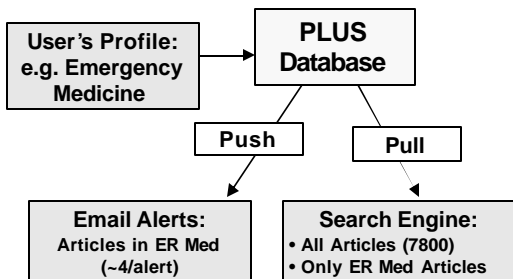 User's Profile:
e.g. Emergency
Medicine
PLUS
Database
Push
Pull
Email Alerts:
Articles in ER Med
(~4/alert)
Search Engine:
• All Articles (7800)
• Only ER Med Articles